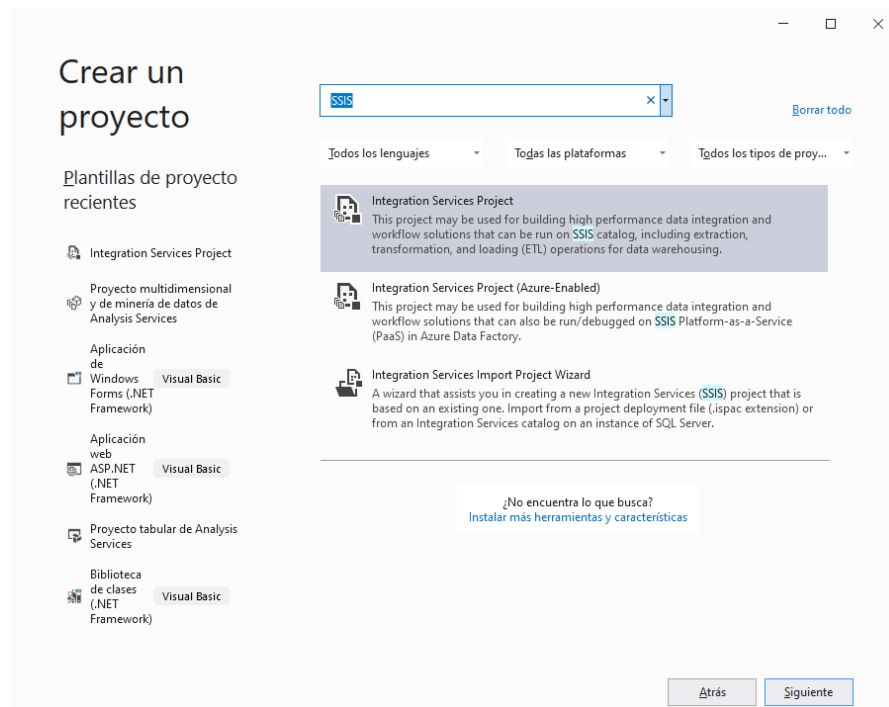 Crear un
proyecto
Plantillas de proyecto
recientes
Integration Services Project
Proyecto multidimensional
y de minería de datos de
Analysis Services
Aplicación
de
Windows
Forms (.NET
Framework)
Visual Basic
Aplicación
web
ASP.NET
(.NET
Framework)
Visual Basic
Proyecto tabular de Analysis
Services
Biblioteca
de clases
(.NET
Framework)
Visual Basic
SSIS
Borrar todo
Todos los lenguajes
Todas las plataformas
Todos los tipos de proy...
Integration Services Project
This project may be used for building high performance data integration and
workflow solutions that can be run on SSIS catalog, including extraction,
transformation, and loading (ETL) operations for data warehousing.
Integration Services Project (Azure-Enabled)
This project may be used for building high performance data integration and
workflow solutions that can also be run/debugged on SSIS Platform-as-a-Service
(PaaS) in Azure Data Factory.
Integration Services Import Project Wizard
A wizard that assists you in creating a new Integration Services (SSIS) project that is
based on an existing one. Import from a project deployment file (.ispac extension) or
from an Integration Services catalog on an instance of SQL Server.
¿No encuentra lo que busca?
Instalar más herramientas y características
Atrás
Siguiente